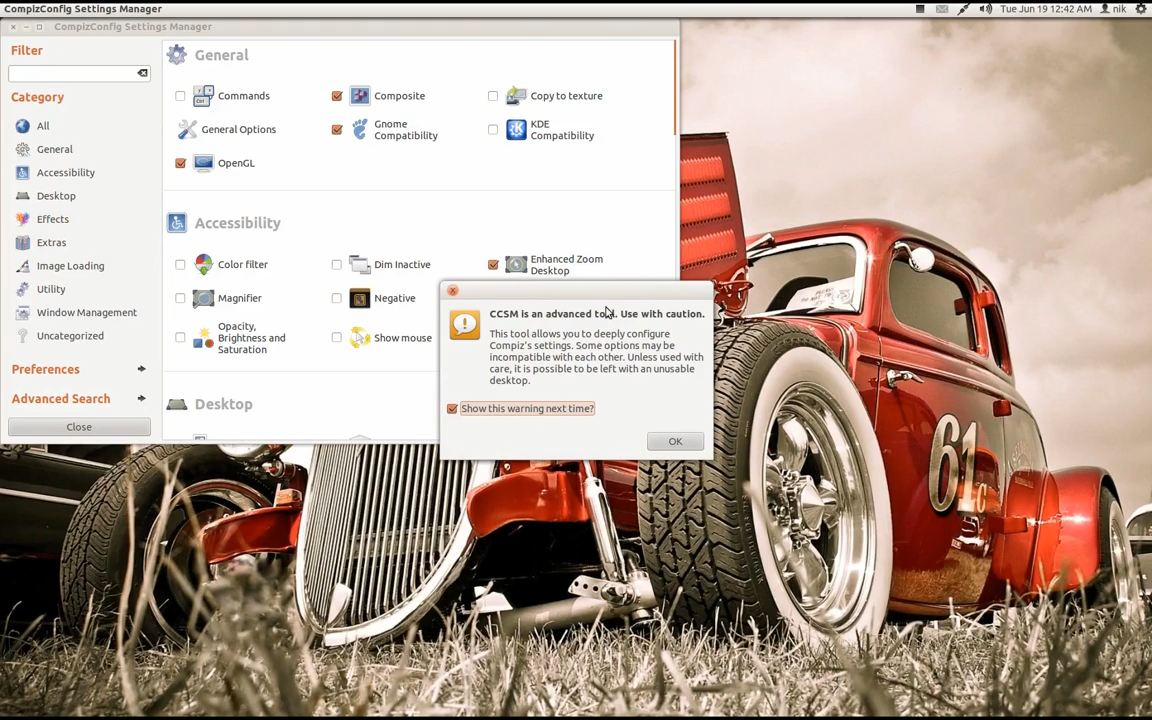 CompizConfig Settings Manager
Tue Jun 19 12:42 AM
nik
CompizConfig Settings Manager
Filter
Category
All
General
Accessibility
Desktop
Effects
Extras
Image Loading
Utility
Window Management
Uncategorized
Preferences
Advanced Search
Close
General
Commands
Composite
Copy to texture
General Options
Gnome
Compatibility
KDE
Compatibility
OpenGL
Accessibility
Color filter
Dim Inactive
Enhanced Zoom
Desktop
Magnifier
Negative
Opacity,
Brightness and
Saturation
Show mouse
Desktop
CCSM is an advanced tool. Use with caution.
This tool allows you to deeply configure
Compiz's settings. Some options may be
incompatible with each other. Unless used with
care, it is possible to be left with an unusable
desktop.
Show this warning next time?
OK
61